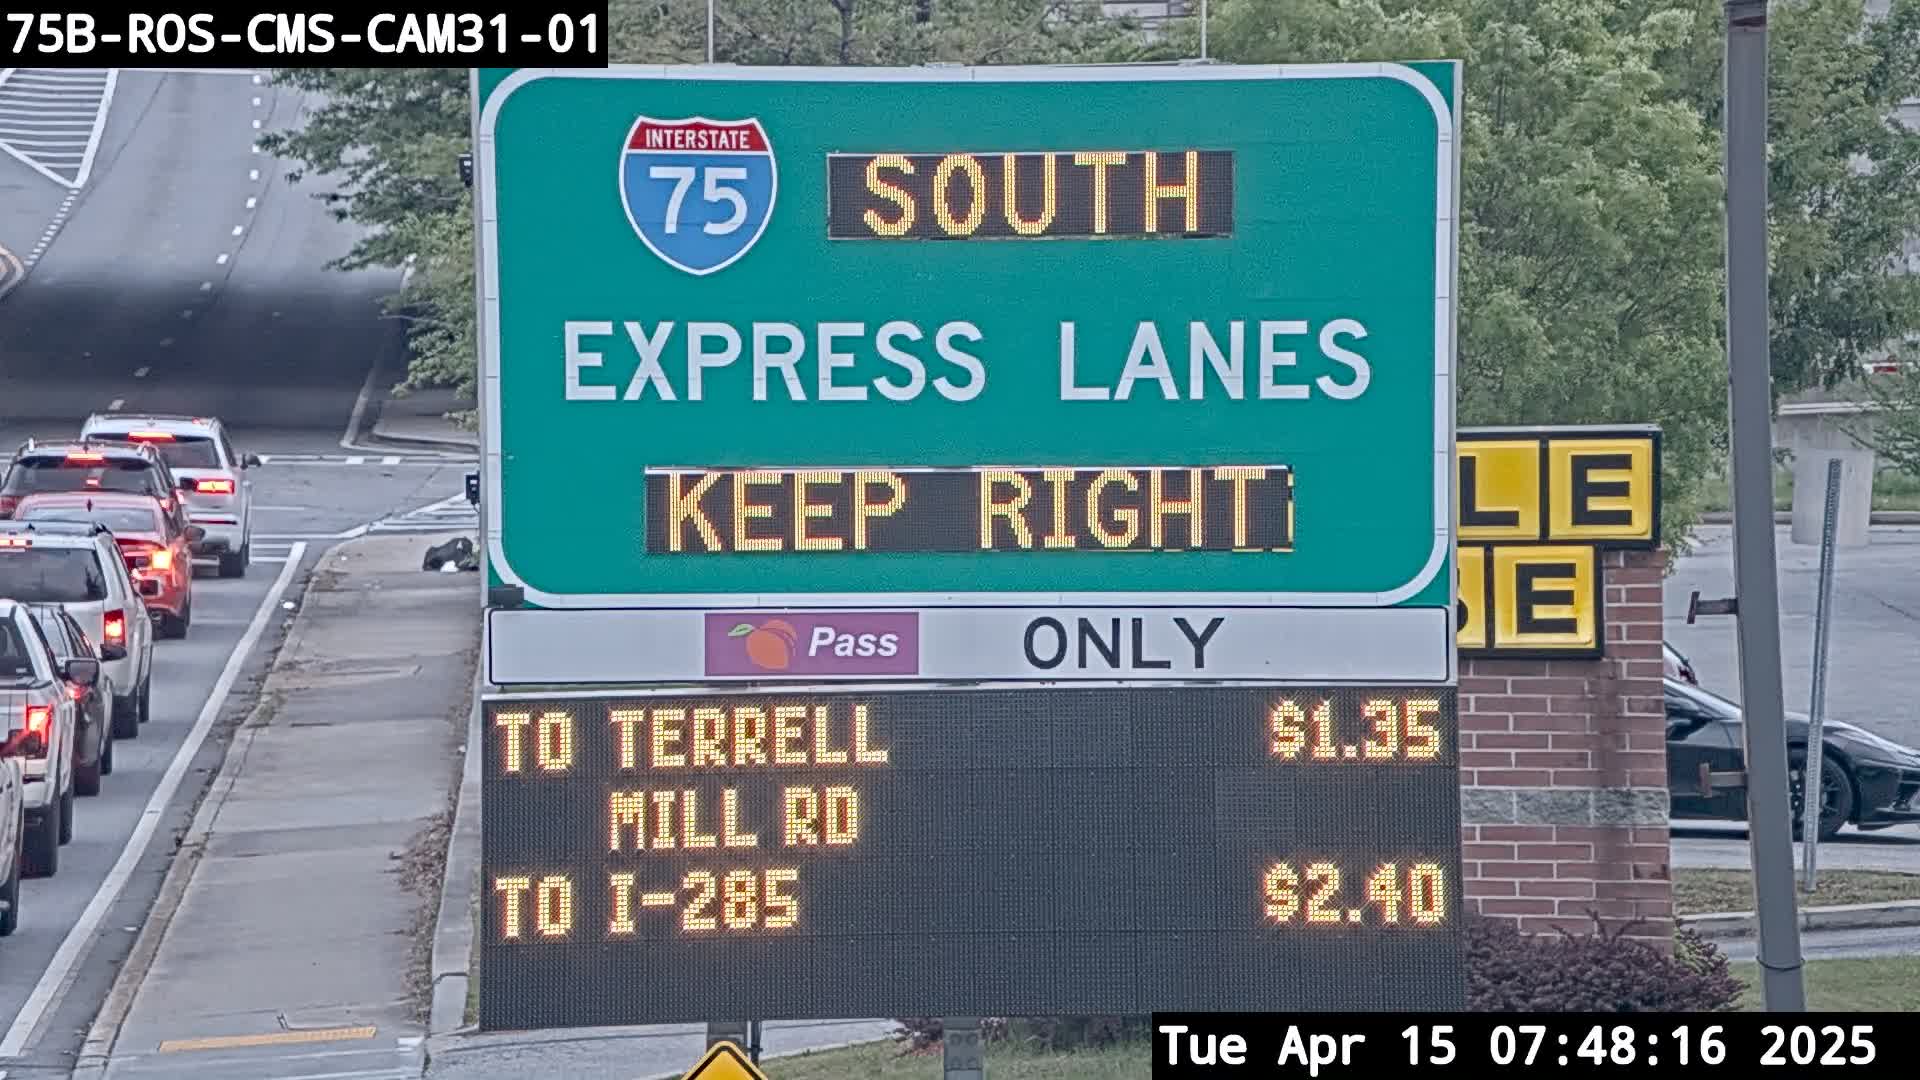 75B-ROS-CMS-CAM31-01
INTERSTATE
75
SOUTH
EXPRESS LANES
KEEP RIGHT
Pass ONLY
TO TERRELL $1.35
MILL RD
TO I-285 $2.40
LE
E
Tue Apr 15 07:48:16 2025